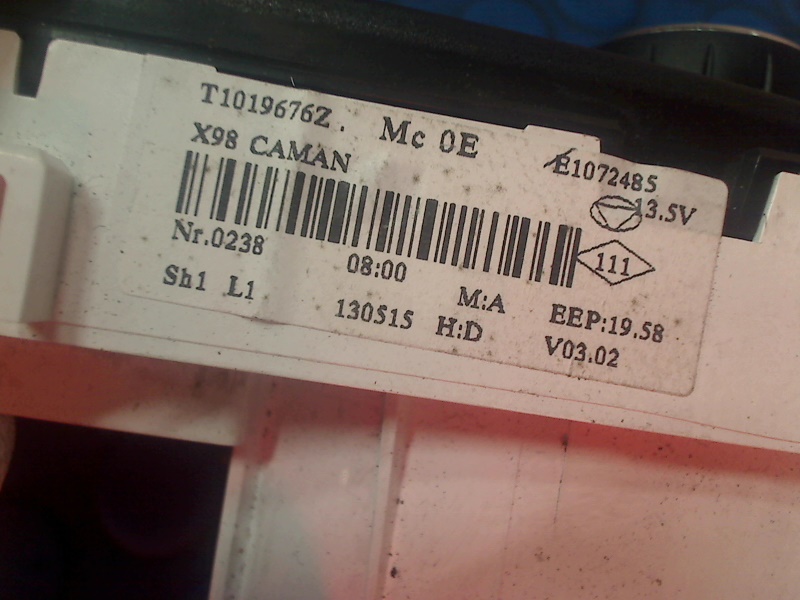 T1019676Z. Mc 0E E1072485
X98 CAMAN 13.5V
Nr.0238 08:00 111
Sh1 L1 M:A EEP:19.58
130515 H:D V03.02